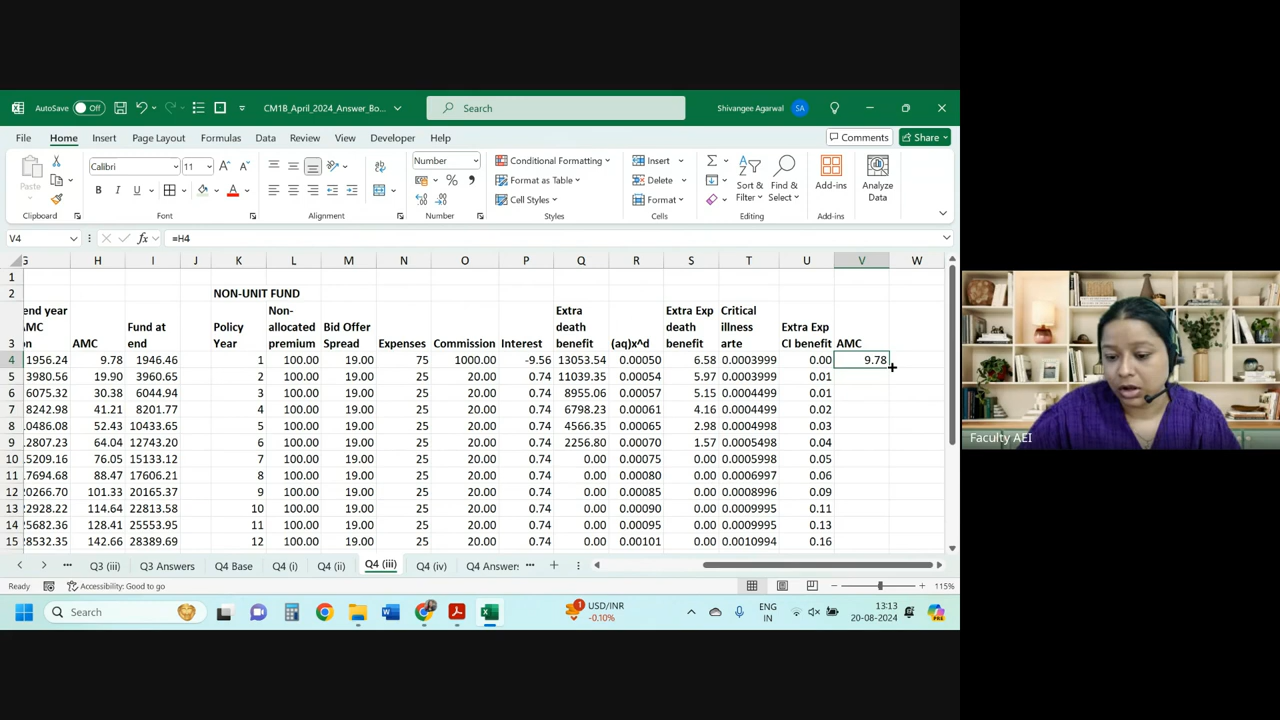 AutoSave Off CM1B_April_2024_Answer_Bo... Search Shivangee Agarwal SA
File Home Insert Page Layout Formulas Data Review View Developer Help Comments Share
Paste Calibri 11 Number Conditional Formatting Insert Sort & Filter Find & Select Add-ins Analyze Data
B I U A Format as Table Delete
Cell Styles Format
Clipboard Font Alignment Number Styles Cells Editing Add-ins
V4 fx =H4
G H I J K L M N O P Q R S T U V W
1
2 NON-UNIT FUND
end year Non- Extra Extra Exp Critical
AMC Fund at Policy allocated Bid Offer death death illness Extra Exp
3 on AMC end Year premium Spread Expenses Commission Interest benefit (aq)x^d benefit arte CI benefit AMC
4 1956.24 9.78 1946.46 1 100.00 19.00 75 1000.00 -9.56 13053.54 0.00050 6.58 0.0003999 0.00 9.78
5 3980.56 19.90 3960.65 2 100.00 19.00 25 20.00 0.74 11039.35 0.00054 5.97 0.0003999 0.01
6 6075.32 30.38 6044.94 3 100.00 19.00 25 20.00 0.74 8955.06 0.00057 5.15 0.0004499 0.01
7 8242.98 41.21 8201.77 4 100.00 19.00 25 20.00 0.74 6798.23 0.00061 4.16 0.0004499 0.02
8 0486.08 52.43 10433.65 5 100.00 19.00 25 20.00 0.74 4566.35 0.00065 2.98 0.0004998 0.03
9 2807.23 64.04 12743.20 6 100.00 19.00 25 20.00 0.74 2256.80 0.00070 1.57 0.0005498 0.04
10 5209.16 76.05 15133.12 7 100.00 19.00 25 20.00 0.74 0.00 0.00075 0.00 0.0005998 0.05
11 7694.68 88.47 17606.21 8 100.00 19.00 25 20.00 0.74 0.00 0.00080 0.00 0.0006997 0.06
12 0266.70 101.33 20165.37 9 100.00 19.00 25 20.00 0.74 0.00 0.00085 0.00 0.0008996 0.09
13 2928.22 114.64 22813.58 10 100.00 19.00 25 20.00 0.74 0.00 0.00090 0.00 0.0009995 0.11
14 5682.36 128.41 25553.95 11 100.00 19.00 25 20.00 0.74 0.00 0.00095 0.00 0.0009995 0.13
15 8532.35 142.66 28389.69 12 100.00 19.00 25 20.00 0.74 0.00 0.00101 0.00 0.0010994 0.16
Q3 (iii) Q3 Answers Q4 Base Q4 (i) Q4 (ii) Q4 (iii) Q4 (iv) Q4 Answers
Ready Accessibility: Good to go 115%
Search USD/INR -0.10% ENG IN 13:13 20-08-2024
Faculty AEI